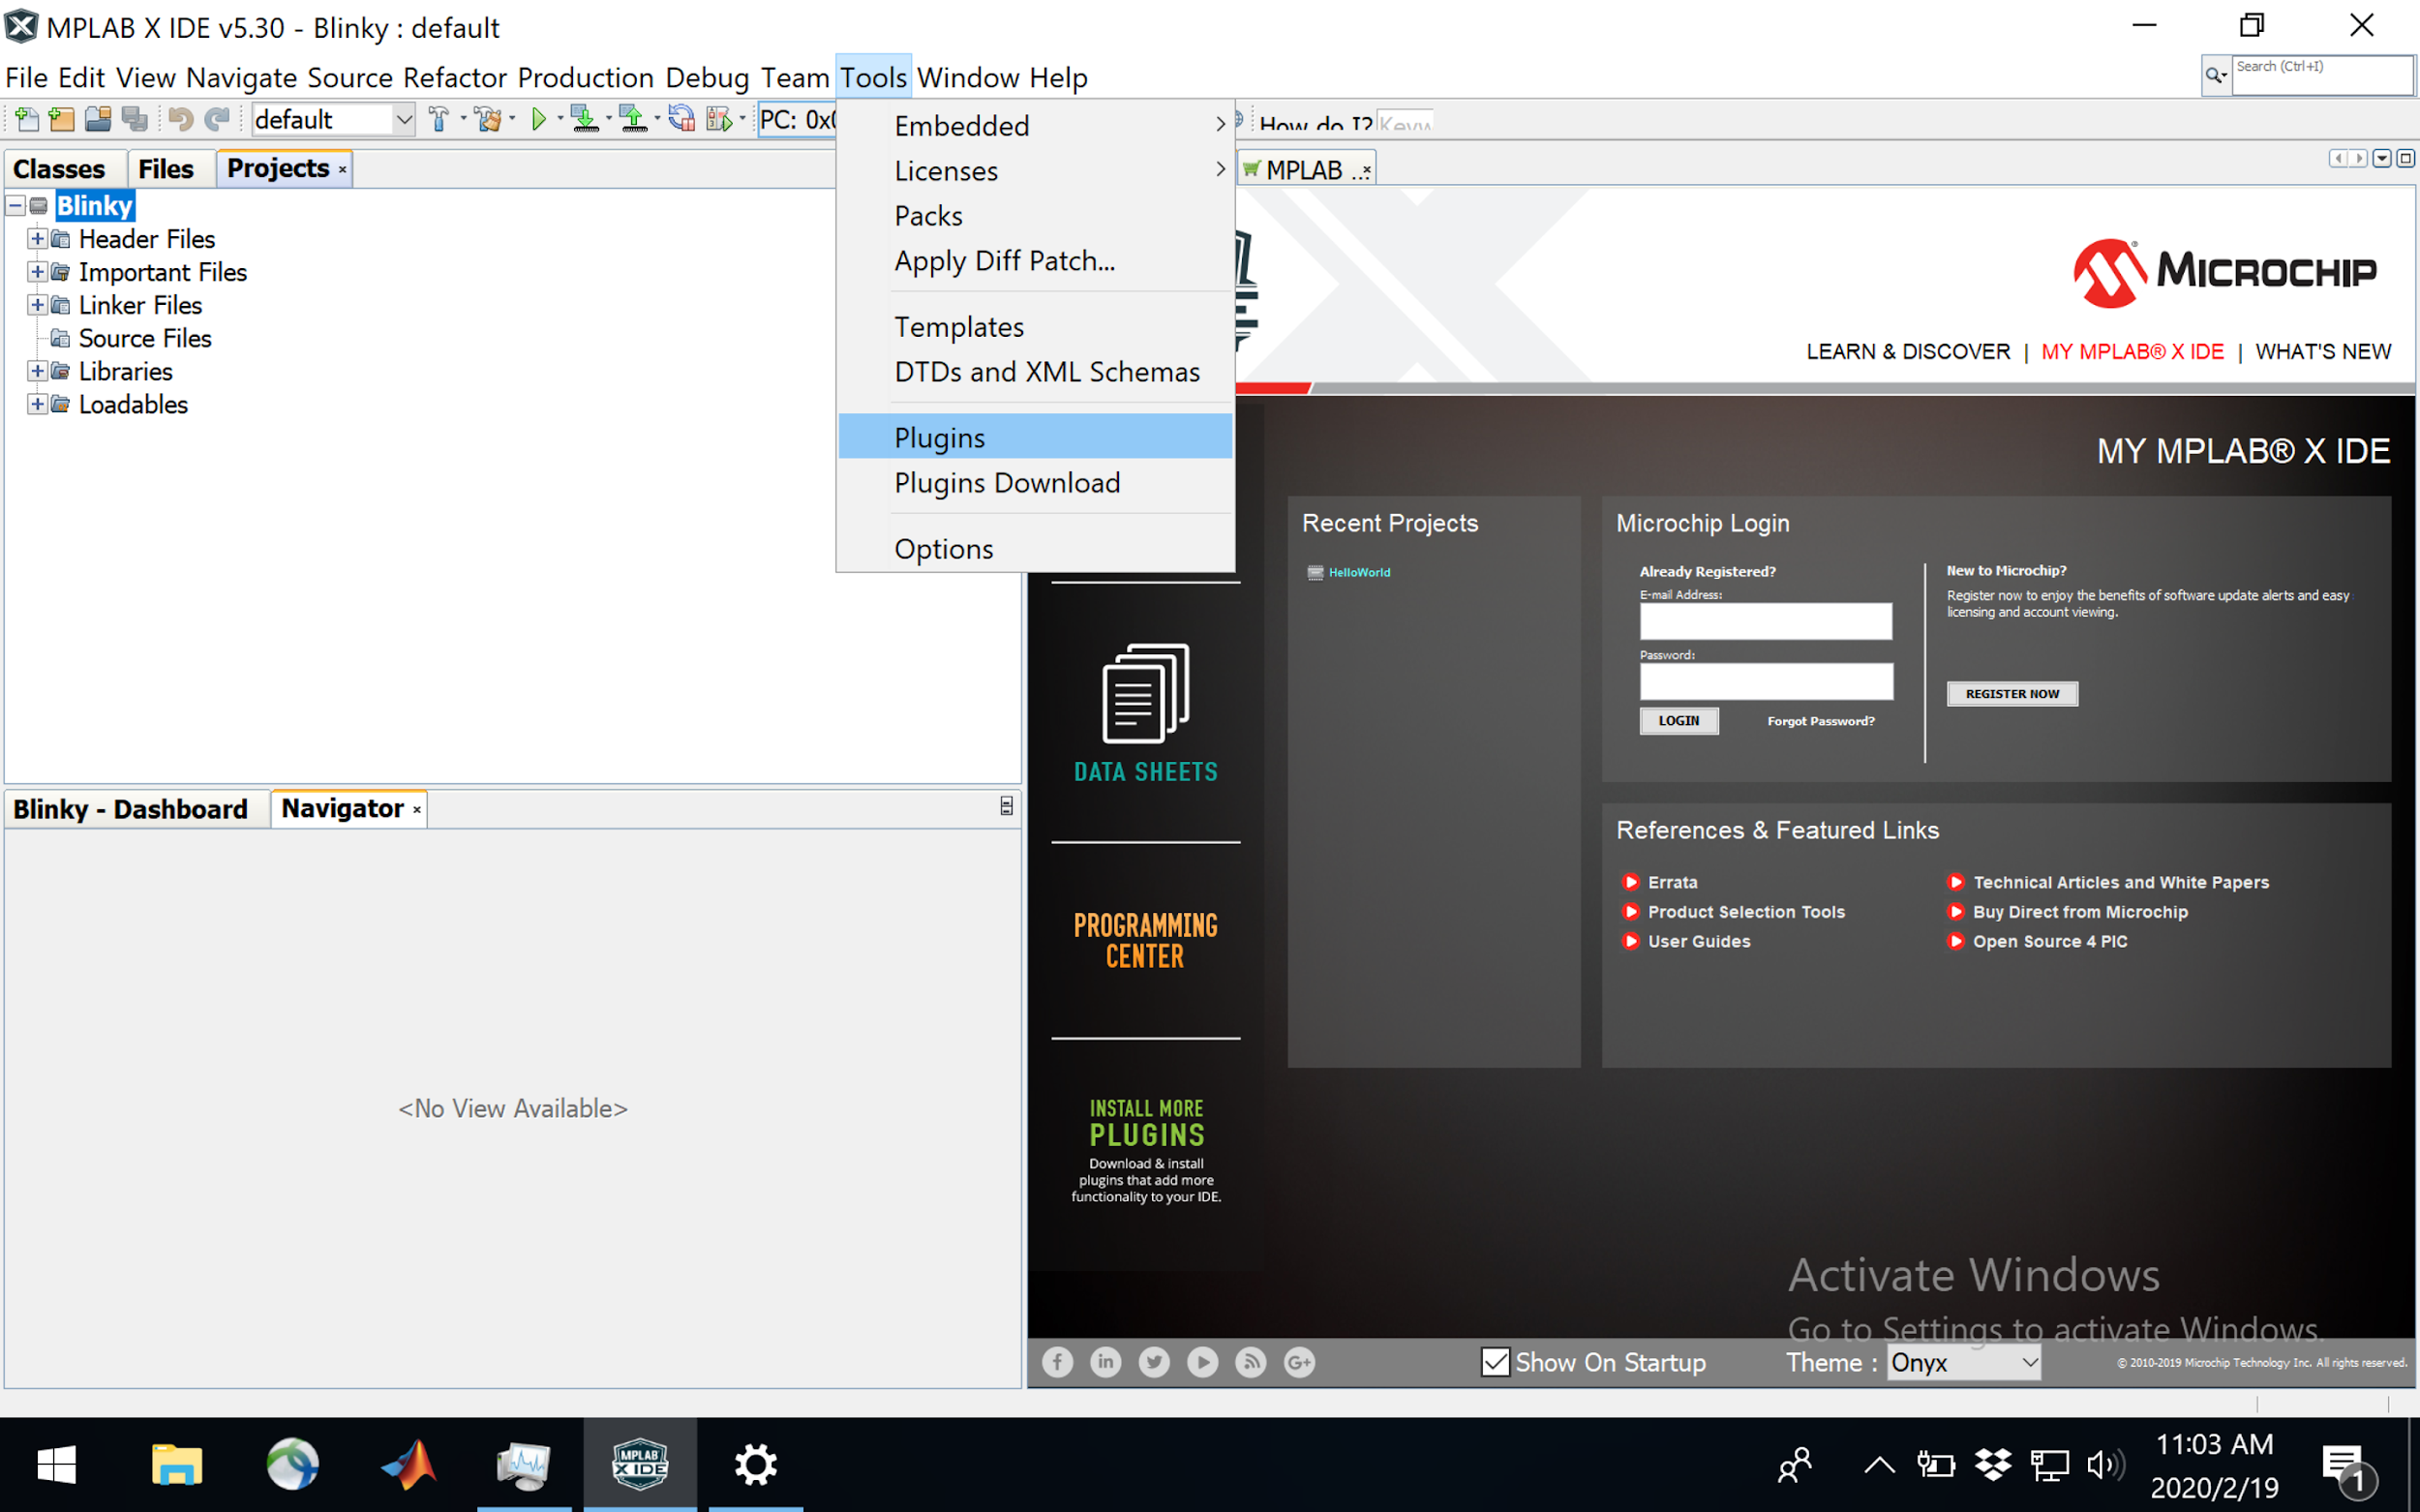 MPLAB X IDE v5.30 - Blinky : default
File Edit View Navigate Source Refactor Production Debug Team Tools Window Help
Search (Ctrl+I)
default
PC: 0x0
How do I?
Classes
Files
Projects
MPLAB ...
Blinky
Header Files
Important Files
Linker Files
Source Files
Libraries
Loadables
Embedded
Licenses
Packs
Apply Diff Patch...
Templates
DTDs and XML Schemas
Plugins
Plugins Download
Options
MICROCHIP
LEARN & DISCOVER | MY MPLAB® X IDE | WHAT'S NEW
MY MPLAB® X IDE
Recent Projects
HelloWorld
Microchip Login
Already Registered?
E-mail Address:
Password:
LOGIN
Forgot Password?
New to Microchip?
Register now to enjoy the benefits of software update alerts and easy
licensing and account viewing.
REGISTER NOW
DATA SHEETS
PROGRAMMING
CENTER
INSTALL MORE
PLUGINS
Download & install
plugins that add more
functionality to your IDE.
References & Featured Links
Errata
Product Selection Tools
User Guides
Technical Articles and White Papers
Buy Direct from Microchip
Open Source 4 PIC
Blinky - Dashboard
Navigator
<No View Available>
Activate Windows
Go to Settings to activate Windows.
Show On Startup
Theme : Onyx
© 2010-2019 Microchip Technology Inc. All rights reserved.
MPLAB
X IDE
11:03 AM
2020/2/19
1